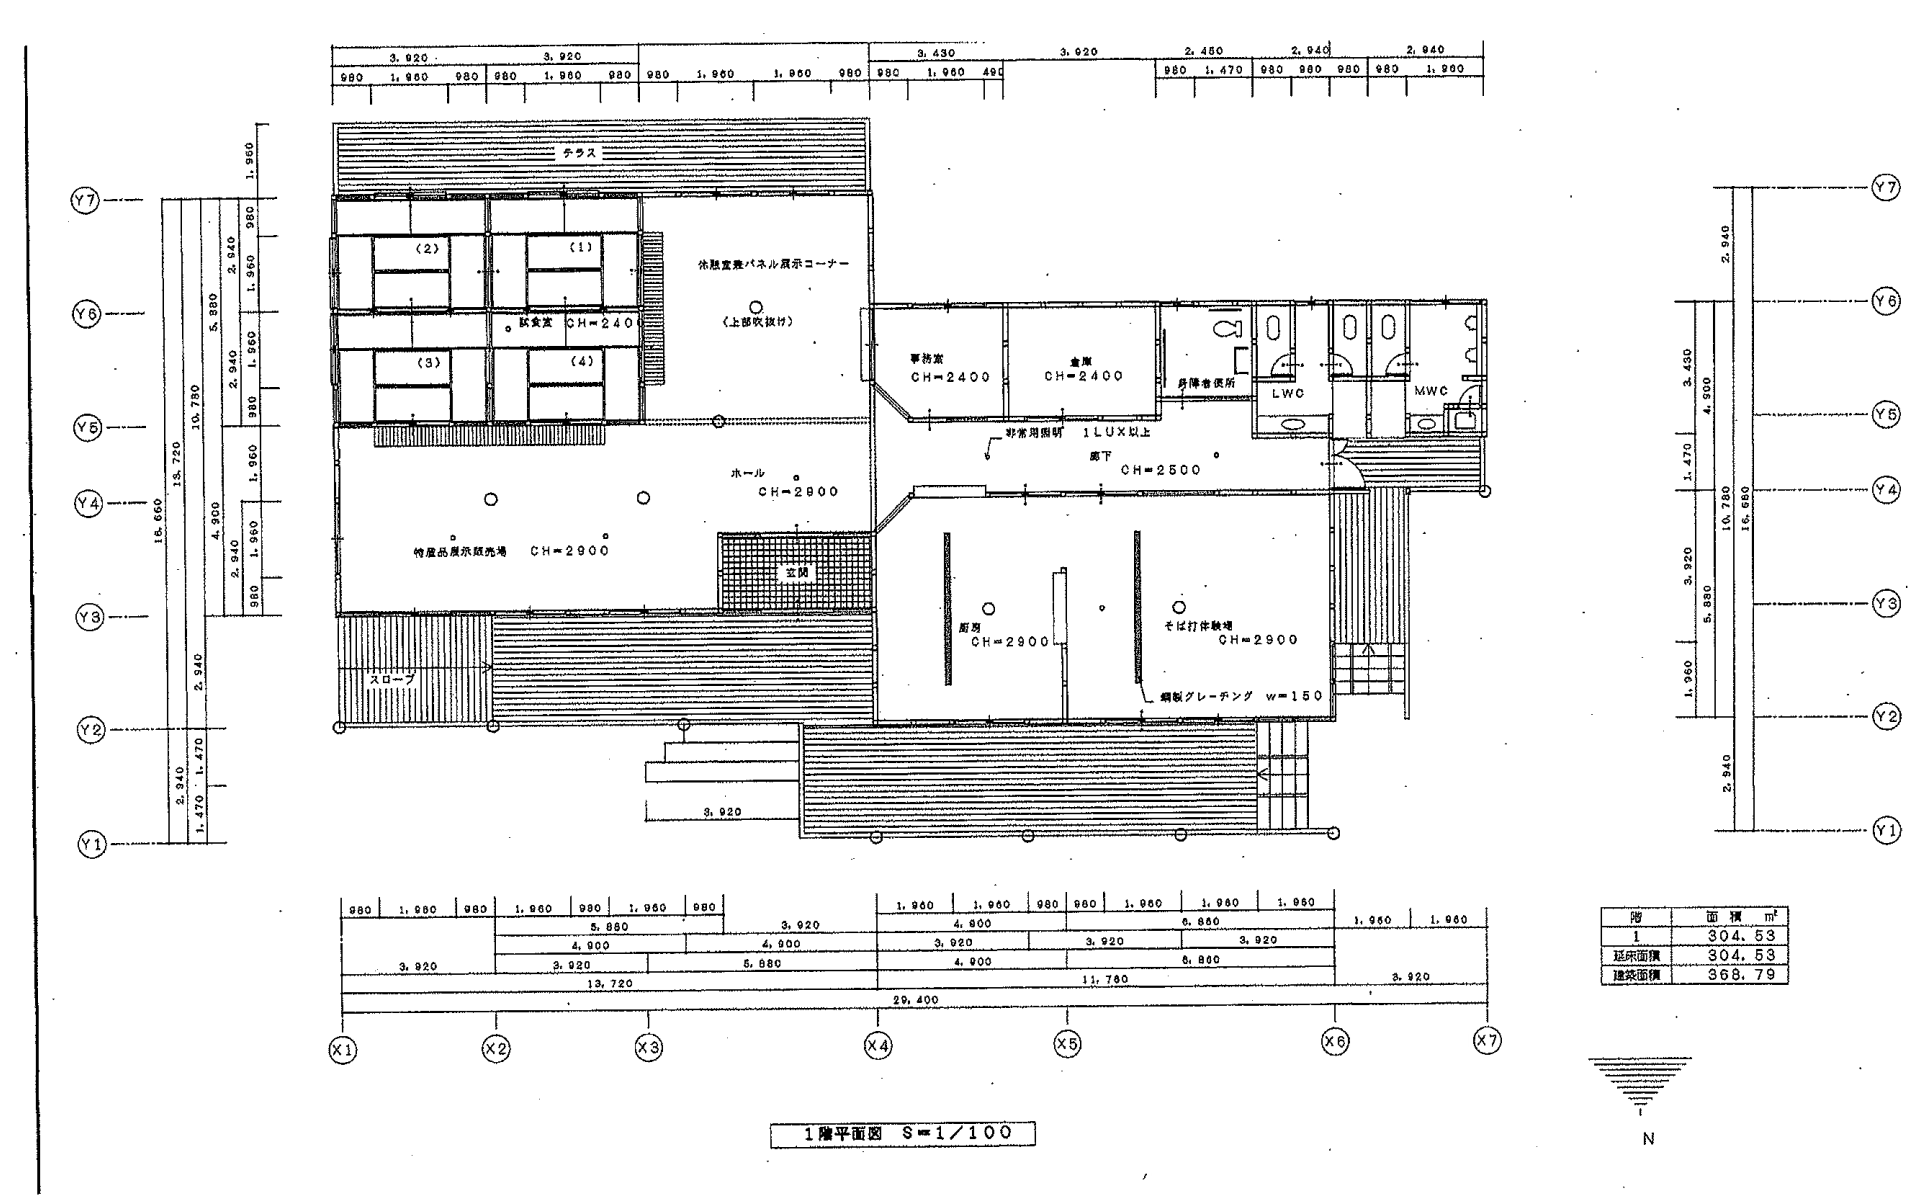 3,920 3,920 3,430 3,920 2,450 2,940 2,940
980 1,960 980 980 1,960 980 980 1,960 1,960 980 980 1,960 490 980 1,470 980 980 980 980 1,960
テラス
1,960
Y7
Y7
980
2,940
1,960
5,880
2,940
(2)
(1)
休憩室兼パネル展示コーナー
(上部吹抜け)
Y6
Y6
試食室 CH=2400
1,960
2,940
980
10,780
(3)
(4)
事務室
CH=2400
倉庫
CH=2400
身障者便所
LWC
MWC
3,430
4,900
Y5
Y5
非常用照明 1LUX以上
廊下
CH=2500
ホール
CH=2900
13,720
1,960
1,470
Y4
Y4
16,660
4,900
2,940
1,960
980
特産品展示販売場 CH=2900
玄関
10,780
16,660
3,920
5,880
Y3
Y3
厨房
CH=2900
そば打体験場
CH=2900
2,940
スロープ
鋼製グレーチング w=150
1,960
Y2
Y2
1,470
2,940
1,470
3,920
2,940
Y1
Y1
980 1,960 980 1,960 980 1,960 980 1,960 1,960 980 980 1,960 1,960 1,960
5,880 3,920 4,900 6,860 1,960 1,960
4,900 4,900 3,920 3,920 3,920
3,920 3,920 5,880 4,900 6,860
13,720 11,760 3,920
29,400
X1 X2 X3 X4 X5 X6 X7
階 面積 ㎡
1 304.53
延床面積 304.53
建築面積 368.79
1階平面図 S=1/100
N